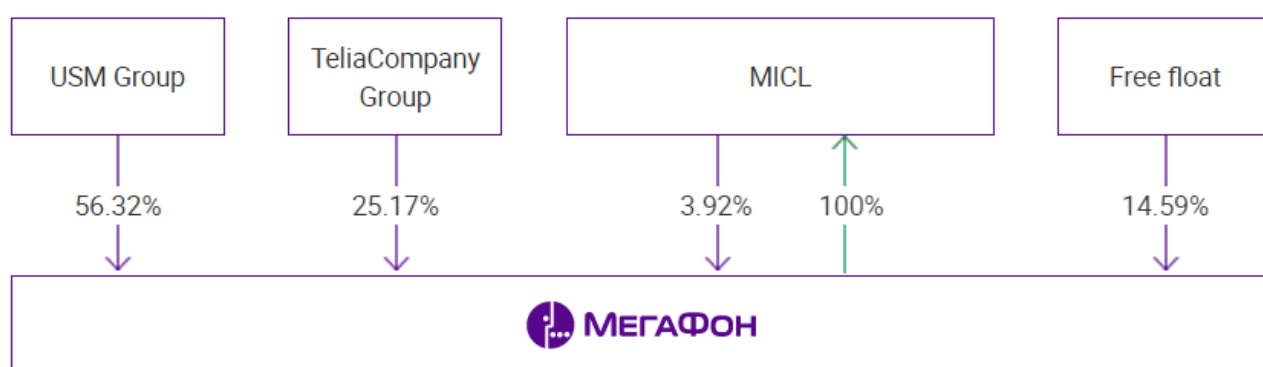 USM Group
TeliaCompany
Group
MICL
Free float
56.32%
25.17%
3.92%
100%
14.59%
МЕГАФОН